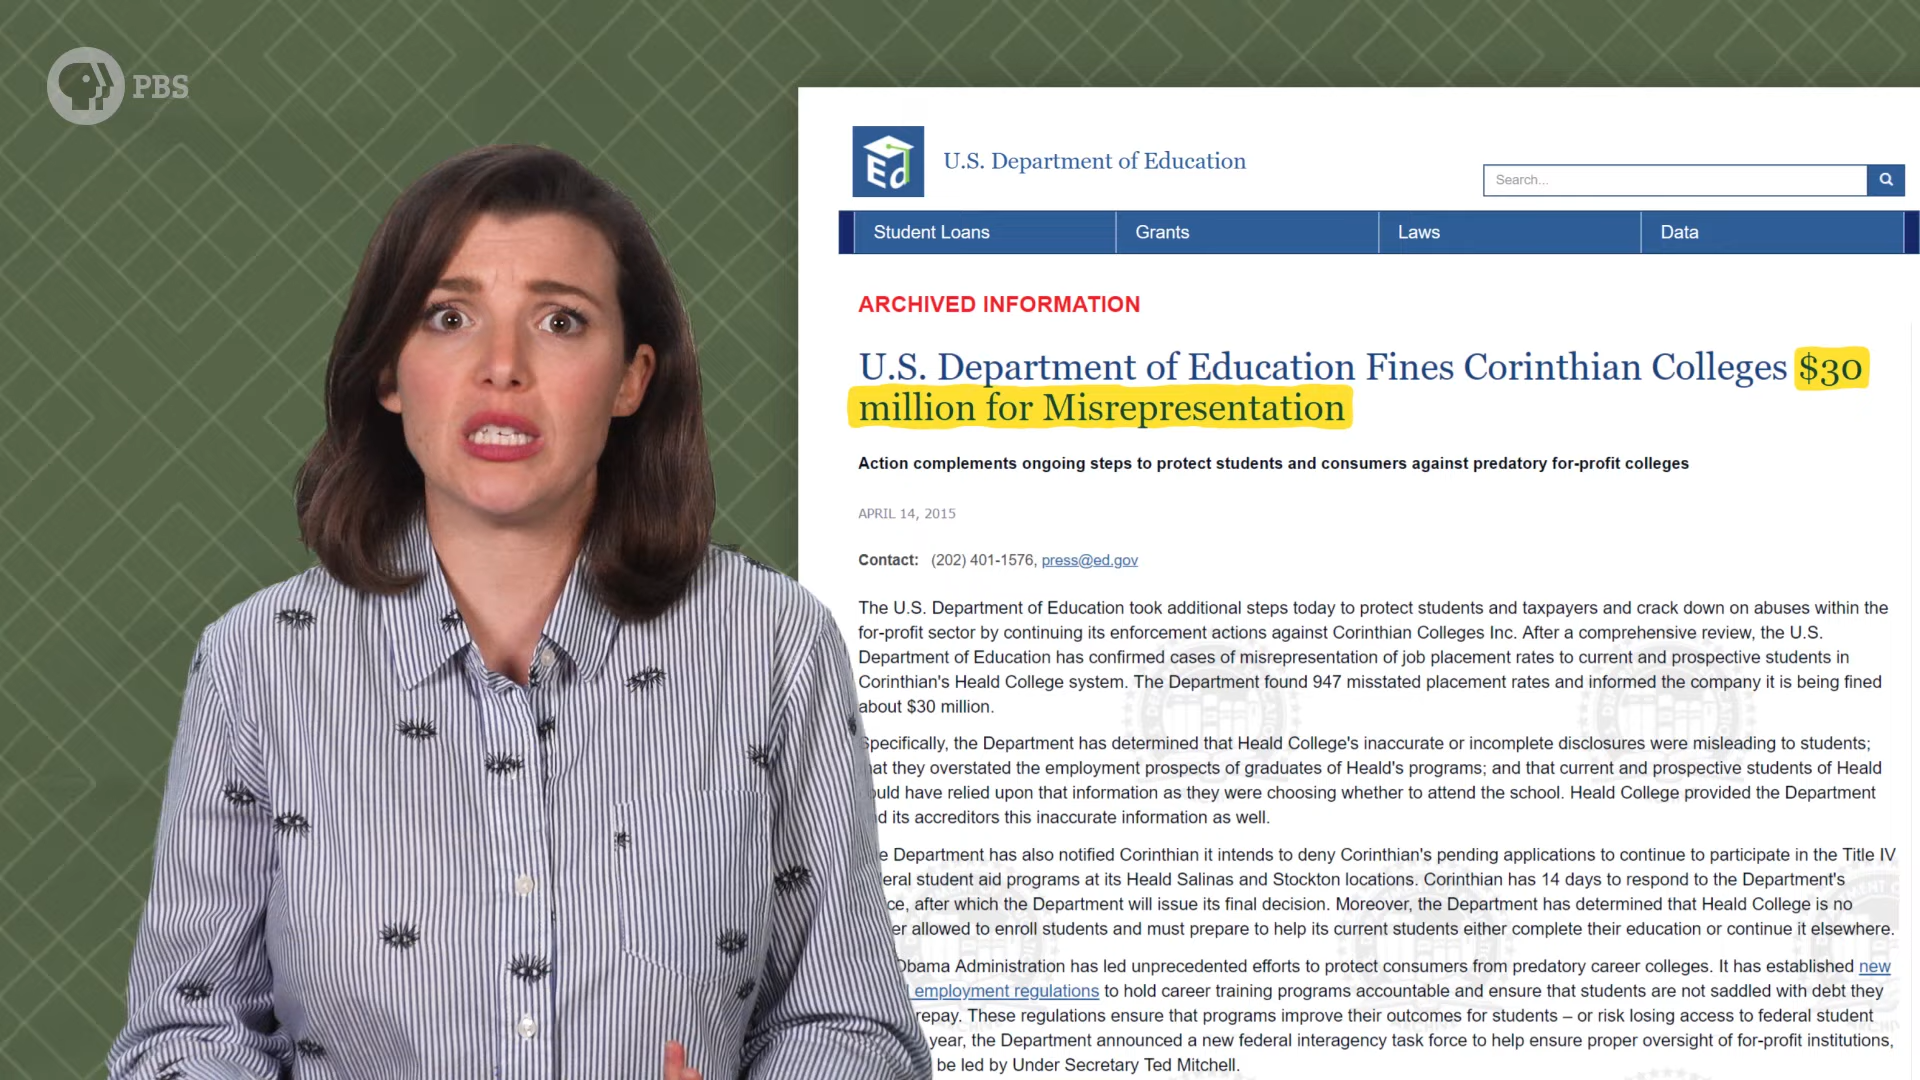 PBS
Ed
U.S. Department of Education
Search...
Student Loans
Grants
Laws
Data
ARCHIVED INFORMATION
U.S. Department of Education Fines Corinthian Colleges $30
million for Misrepresentation
Action complements ongoing steps to protect students and consumers against predatory for-profit colleges
APRIL 14, 2015
Contact: (202) 401-1576, press@ed.gov
The U.S. Department of Education took additional steps today to protect students and taxpayers and crack down on abuses within the
for-profit sector by continuing its enforcement actions against Corinthian Colleges Inc. After a comprehensive review, the U.S.
Department of Education has confirmed cases of misrepresentation of job placement rates to current and prospective students in
Corinthian's Heald College system. The Department found 947 misstated placement rates and informed the company it is being fined
about $30 million.
Specifically, the Department has determined that Heald College's inaccurate or incomplete disclosures were misleading to students;
they overstated the employment prospects of graduates of Heald's programs; and that current and prospective students of Heald
have relied upon that information as they were choosing whether to attend the school. Heald College provided the Department
its accreditors this inaccurate information as well.
Department has also notified Corinthian it intends to deny Corinthian's pending applications to continue to participate in the Title IV
student aid programs at its Heald Salinas and Stockton locations. Corinthian has 14 days to respond to the Department's
after which the Department will issue its final decision. Moreover, the Department has determined that Heald College is no
allowed to enroll students and must prepare to help its current students either complete their education or continue it elsewhere.
Obama Administration has led unprecedented efforts to protect consumers from predatory career colleges. It has established new
employment regulations to hold career training programs accountable and ensure that students are not saddled with debt they
repay. These regulations ensure that programs improve their outcomes for students – or risk losing access to federal student
year, the Department announced a new federal interagency task force to help ensure proper oversight of for-profit institutions,
be led by Under Secretary Ted Mitchell.